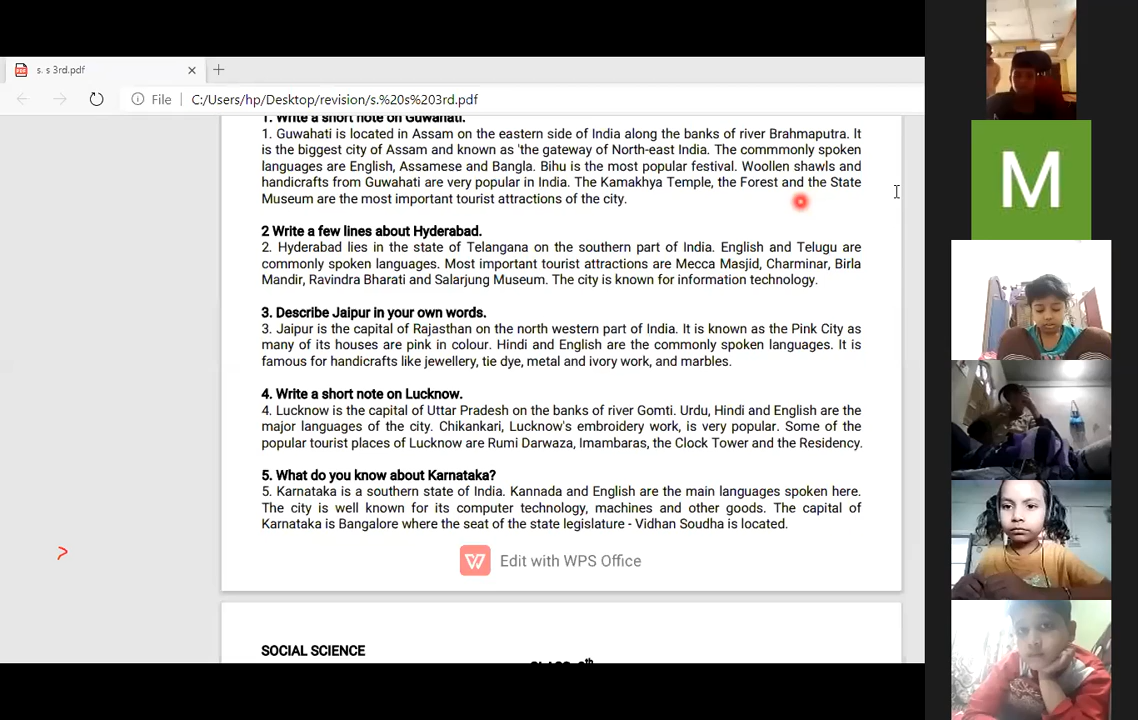 s. s 3rd.pdf
File
C:/Users/hp/Desktop/revision/s.%20s%203rd.pdf
1. Write a short note on Guwahati.
1. Guwahati is located in Assam on the eastern side of India along the banks of river Brahmaputra. It
is the biggest city of Assam and known as 'the gateway of North-east India. The commmonly spoken
languages are English, Assamese and Bangla. Bihu is the most popular festival. Woollen shawls and
handicrafts from Guwahati are very popular in India. The Kamakhya Temple, the Forest and the State
Museum are the most important tourist attractions of the city.
2 Write a few lines about Hyderabad.
2. Hyderabad lies in the state of Telangana on the southern part of India. English and Telugu are
commonly spoken languages. Most important tourist attractions are Mecca Masjid, Charminar, Birla
Mandir, Ravindra Bharati and Salarjung Museum. The city is known for information technology.
3. Describe Jaipur in your own words.
3. Jaipur is the capital of Rajasthan on the north western part of India. It is known as the Pink City as
many of its houses are pink in colour. Hindi and English are the commonly spoken languages. It is
famous for handicrafts like jewellery, tie dye, metal and ivory work, and marbles.
4. Write a short note on Lucknow.
4. Lucknow is the capital of Uttar Pradesh on the banks of river Gomti. Urdu, Hindi and English are the
major languages of the city. Chikankari, Lucknow's embroidery work, is very popular. Some of the
popular tourist places of Lucknow are Rumi Darwaza, Imambaras, the Clock Tower and the Residency.
5. What do you know about Karnataka?
5. Karnataka is a southern state of India. Kannada and English are the main languages spoken here.
The city is well known for its computer technology, machines and other goods. The capital of
Karnataka is Bangalore where the seat of the state legislature - Vidhan Soudha is located.
Edit with WPS Office
SOCIAL SCIENCE
M